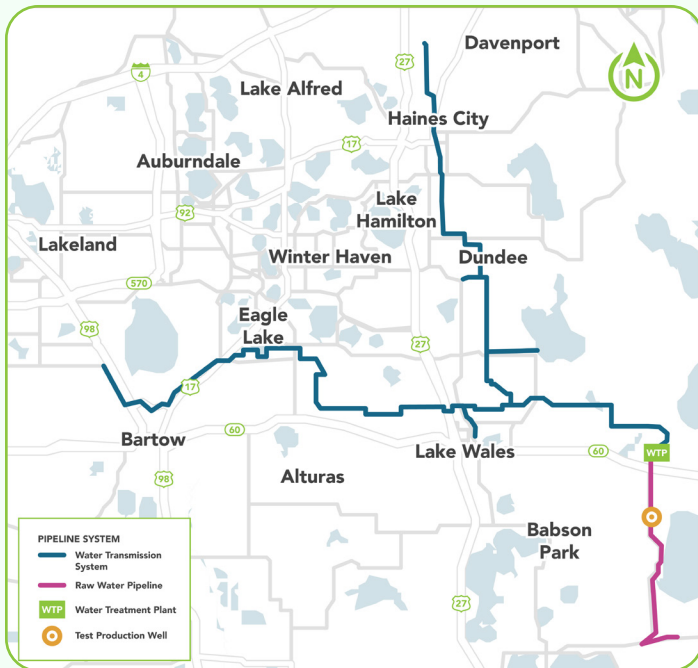 Davenport
27
4
N
Lake Alfred
Haines City
17
Auburndale
Lake
Hamilton
92
Lakeland
Winter Haven
Dundee
570
Eagle
Lake
98
27
17
Bartow
60
Lake Wales
60
WTP
98
Alturas
Babson
Park
27
PIPELINE SYSTEM
Water Transmission
System
Raw Water Pipeline
WTP
Water Treatment Plant
Test Production Well